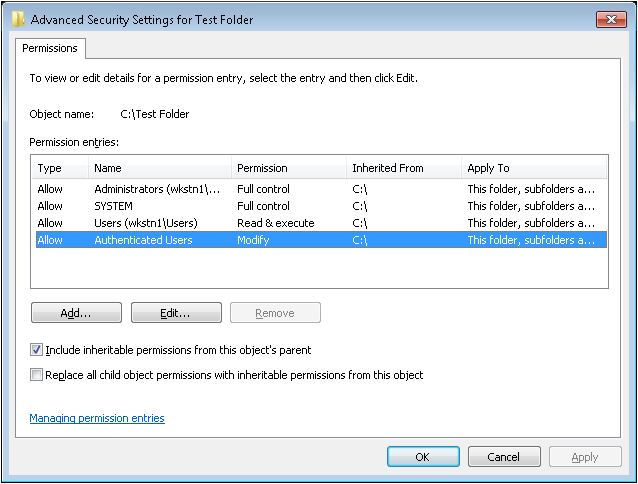 Advanced Security Settings for Test Folder
Permissions
To view or edit details for a permission entry, select the entry and then click Edit.
Object name: C:\Test Folder
Permission entries:
Type Name Permission Inherited From Apply To
Allow Administrators (wkstn1\... Full control C:\ This folder, subfolders a...
Allow SYSTEM Full control C:\ This folder, subfolders a...
Allow Users (wkstn1\Users) Read & execute C:\ This folder, subfolders a...
Allow Authenticated Users Modify C:\ This folder, subfolders a...
Add... Edit... Remove
Include inheritable permissions from this object's parent
Replace all child object permissions with inheritable permissions from this object
Managing permission entries
OK Cancel Apply